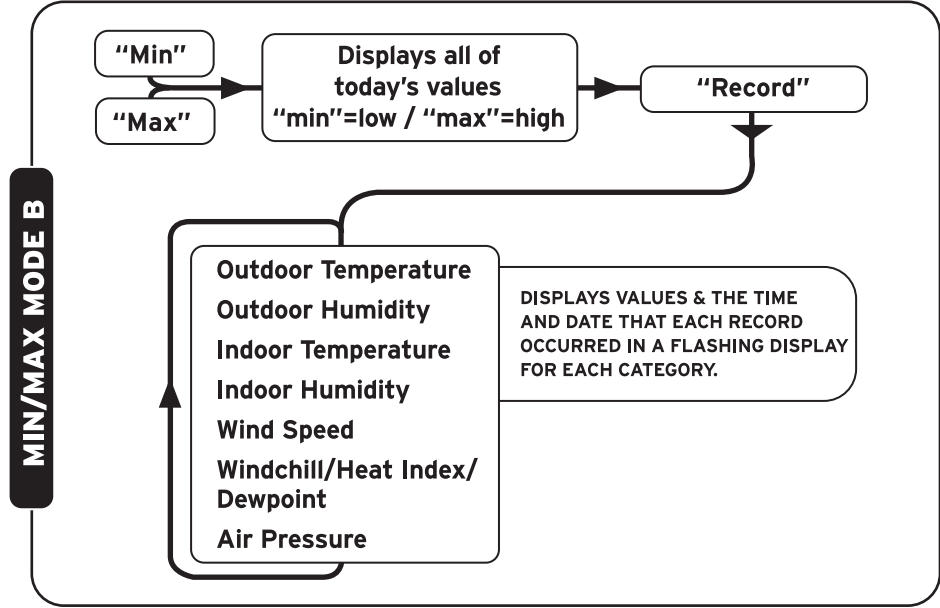 MIN/MAX MODE B
“Min”
“Max”
Displays all of
today's values
“min”=low / “max”=high
“Record”
Outdoor Temperature
Outdoor Humidity
Indoor Temperature
Indoor Humidity
Wind Speed
Windchill/Heat Index/
Dewpoint
Air Pressure
DISPLAYS VALUES & THE TIME
AND DATE THAT EACH RECORD
OCCURRED IN A FLASHING DISPLAY
FOR EACH CATEGORY.